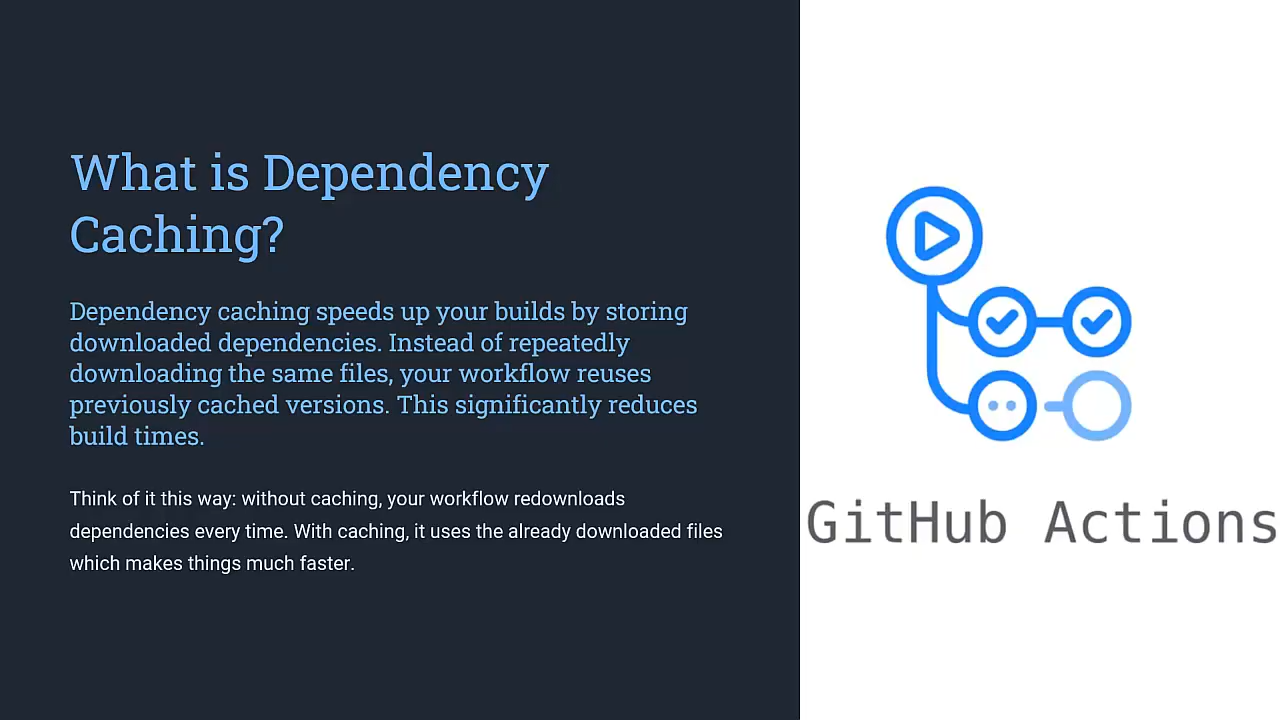 What is Dependency
Caching?
Dependency caching speeds up your builds by storing
downloaded dependencies. Instead of repeatedly
downloading the same files, your workflow reuses
previously cached versions. This significantly reduces
build times.
Think of it this way: without caching, your workflow redownloads
dependencies every time. With caching, it uses the already downloaded files
which makes things much faster.
GitHub Actions